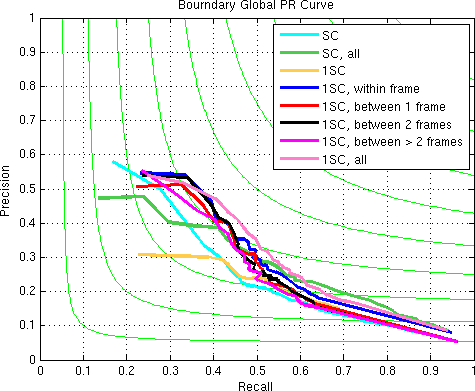 Bourndary Global PR Curve
1
0.9
0.8
0.7
0.6
0.5
0.4
0.3
0.2
0.1
0
Precision
SC
SC, all
1SC
1SC, within frame
1SC, between 1 frame
1SC, between 2 frames
1SC, between > 2 frames
1SC, all
0 0.1 0.2 0.3 0.4 0.5 0.6 0.7 0.8 0.9
Recall